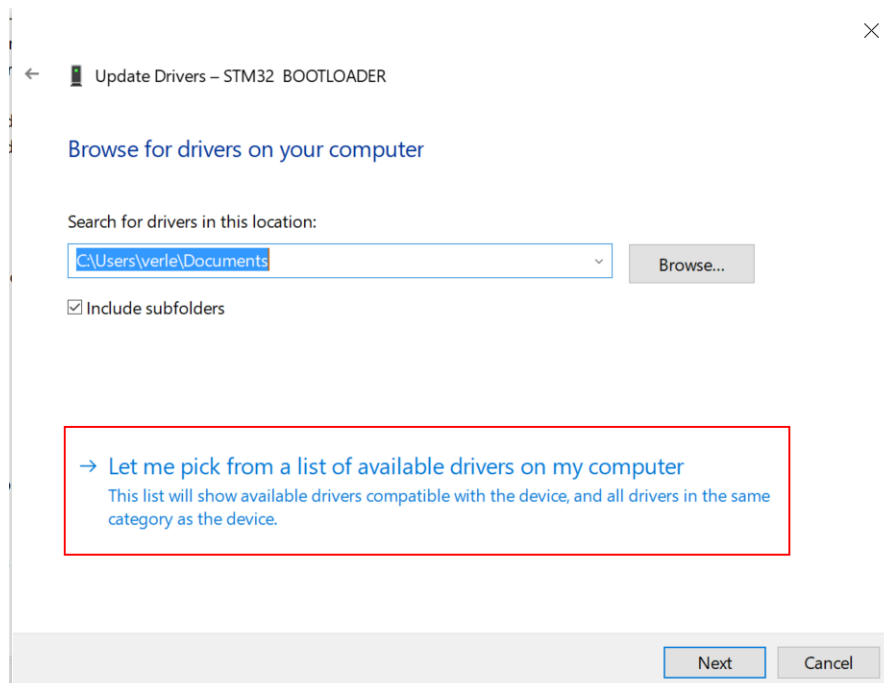 Update Drivers – STM32  BOOTLOADER
Browse for drivers on your computer
Search for drivers in this location:
C:\Users\verle\Documents
Browse...
Include subfolders
Let me pick from a list of available drivers on my computer
This list will show available drivers compatible with the device, and all drivers in the same
category as the device.
Next
Cancel